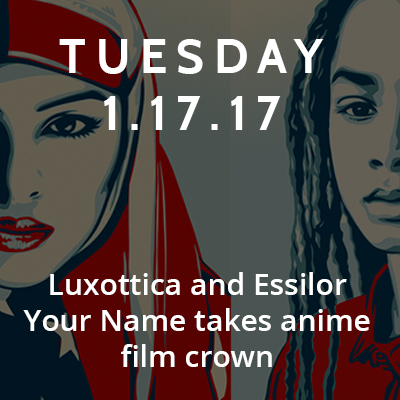 TUESDAY
1.17.17
Luxottica and Essilor
Your Name takes anime
film crown